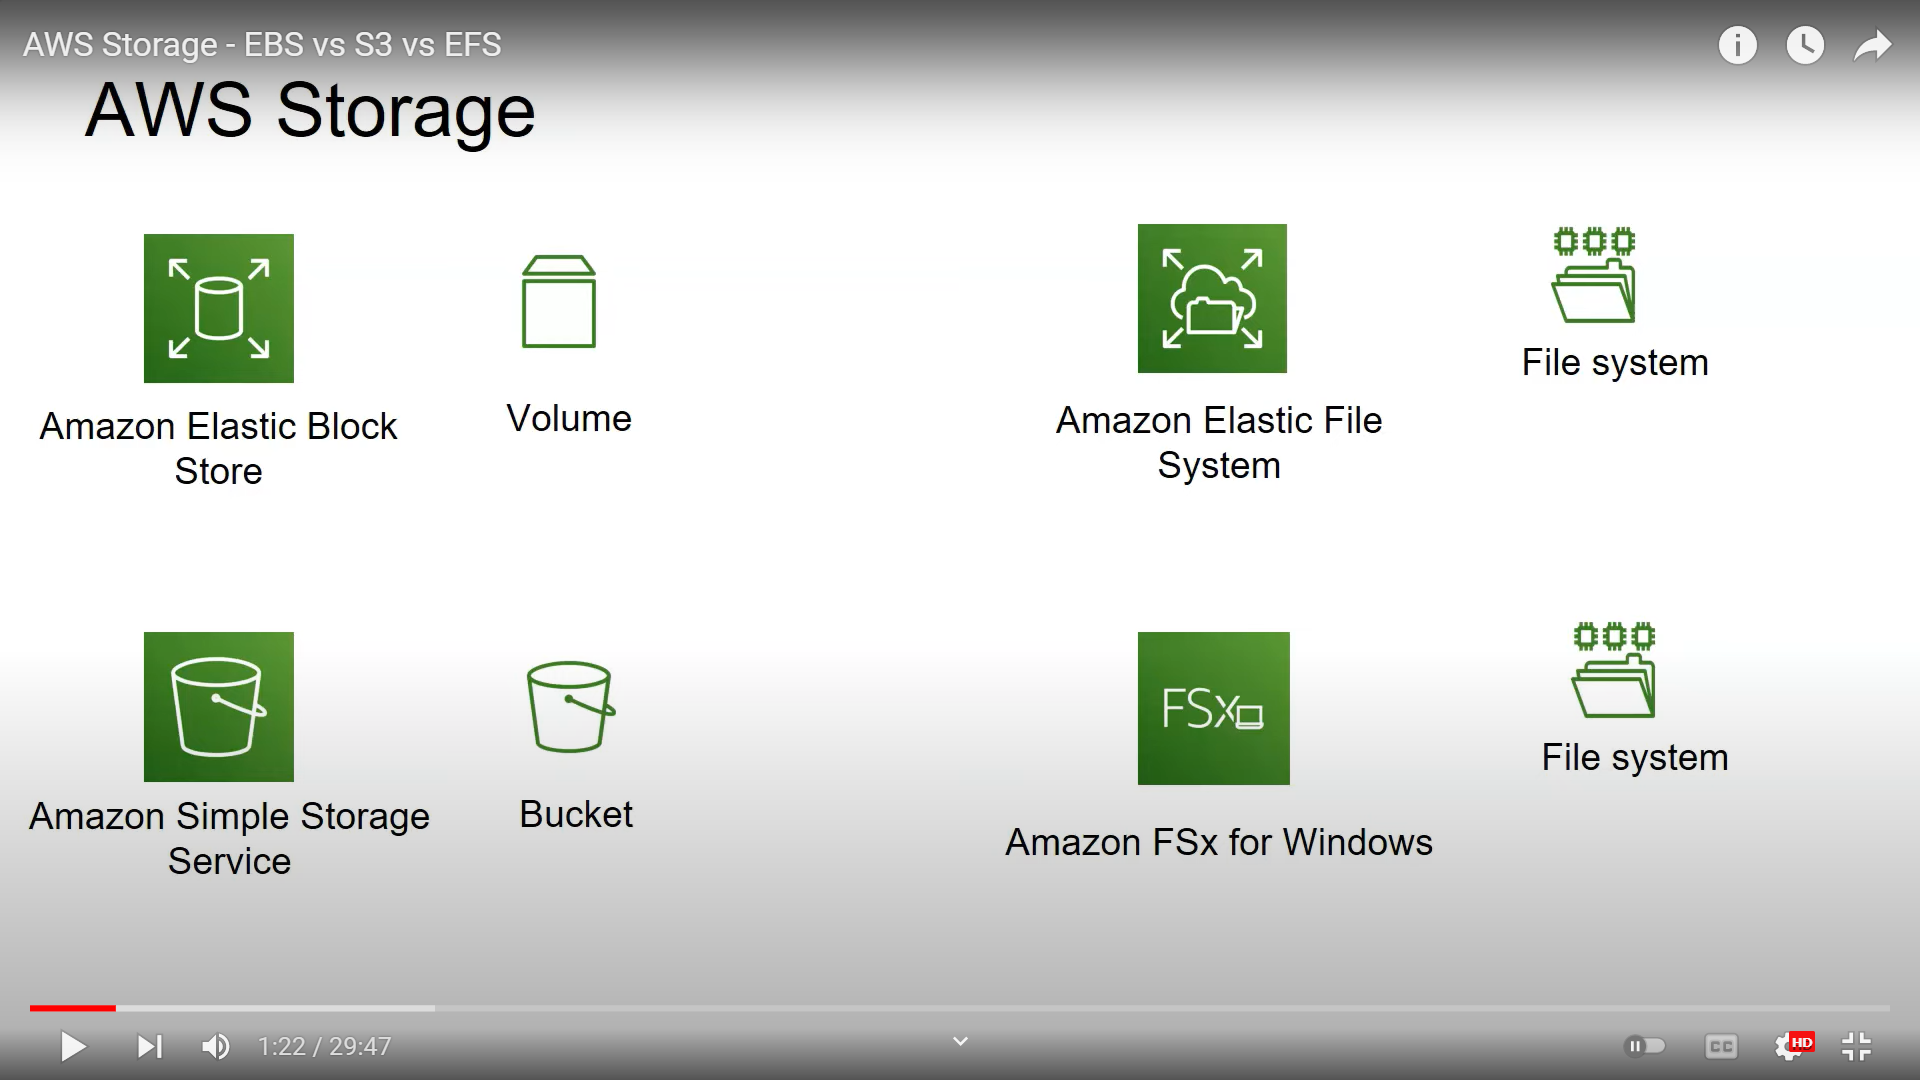 AWS Storage - EBS vs S3 vs EFS
AWS Storage
Amazon Elastic Block
Store
Volume
Amazon Elastic File
System
File system
Amazon Simple Storage
Service
Bucket
FSx
Amazon FSx for Windows
File system
1:22 / 29:47
CC
HD